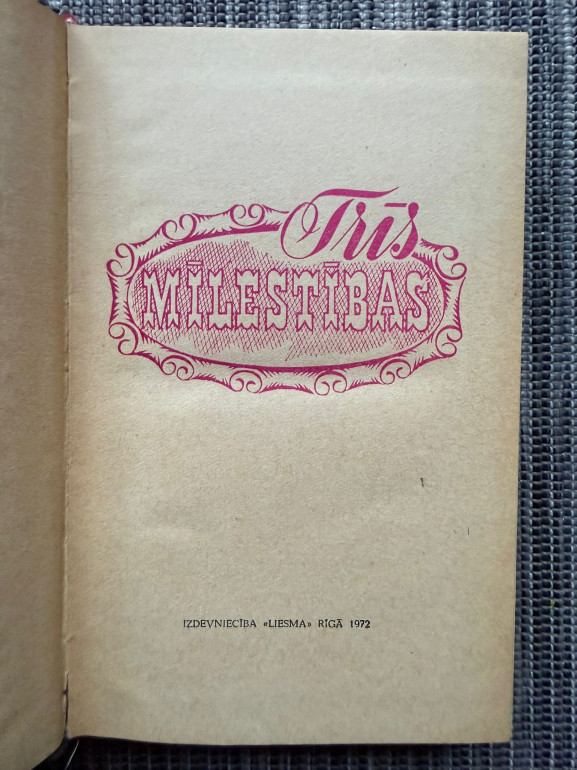 Trīs
MĪLESTĪBAS
IZDEVNIECĪBA «LIESMA» RĪGĀ 1972